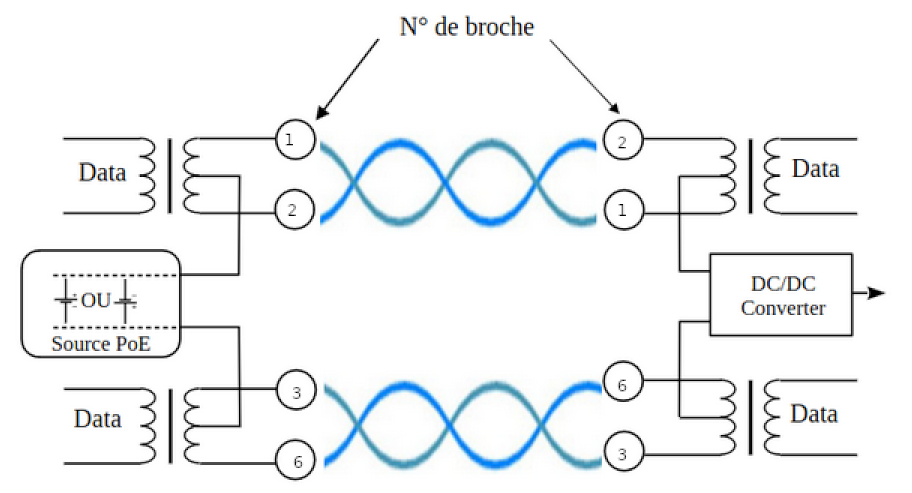 N° de broche
1
2
Data
Data
2
1
OU
Source PoE
DC/DC
Converter
3
6
Data
Data
6
3